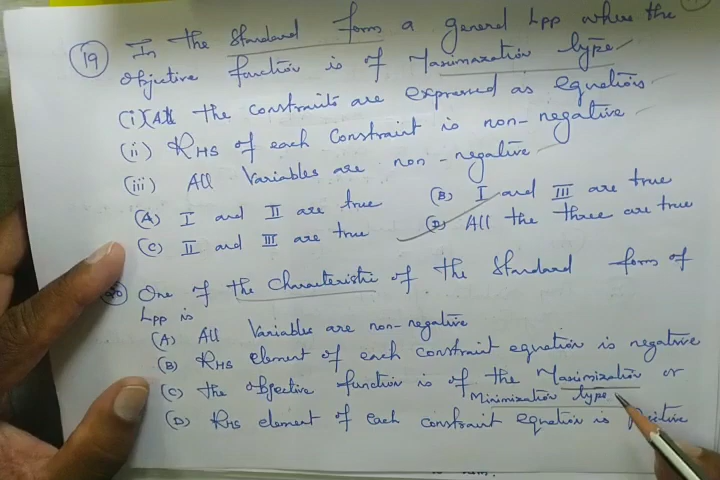 19 In the Standard form a general Lpp where the
objective function is of Maximaxation type
(i) All the constraints are expressed as equations
(ii) RHS of each constraint is non-negative
(iii) All Variables are non-negative
(A) I and II are true (B) I and III are true
(C) II and III are true (D) All the three are true
One of the characteristic of the Standard form of
Lpp is
(A) All Variables are non-negative
(B) RHS element of each constraint equation is negative
(C) the objective function is of the Maximization or
Minimization type
(D) RHS element of each constraint equation is Positive